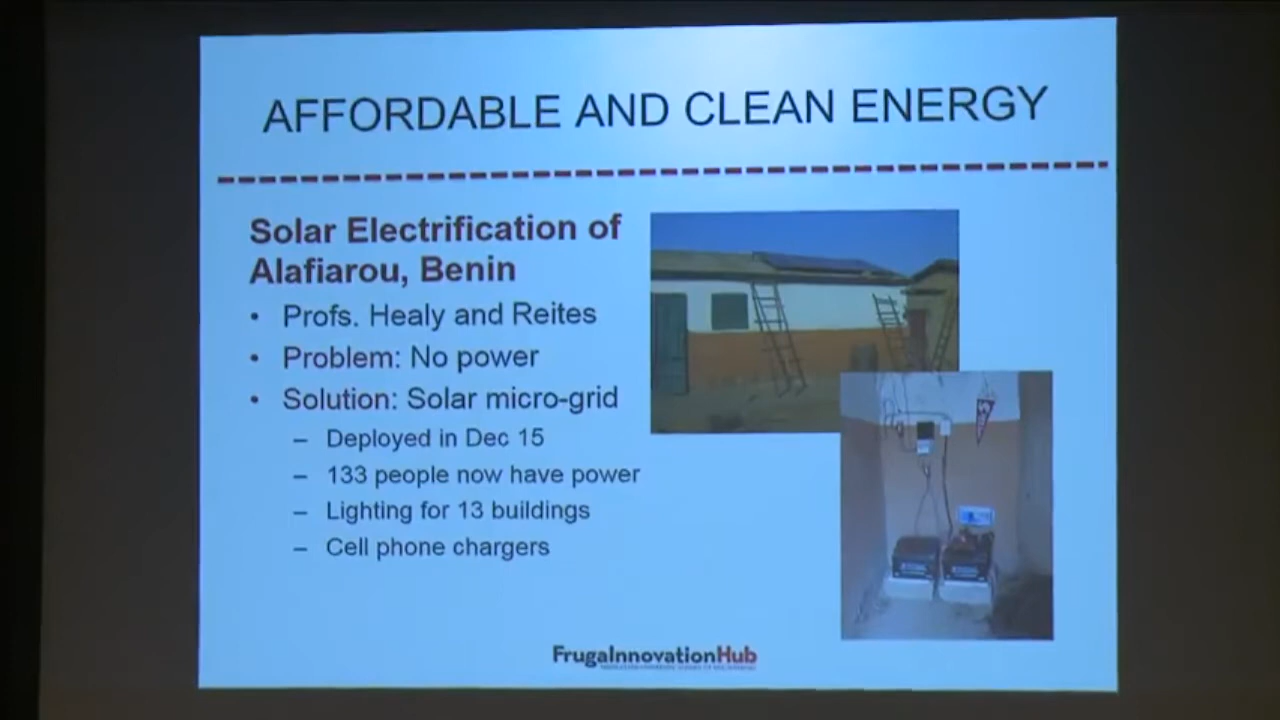 AFFORDABLE AND CLEAN ENERGY
Solar Electrification of
Alafiarou, Benin
• Profs. Healy and Reites
• Problem: No power
• Solution: Solar micro-grid
– Deployed in Dec 15
– 133 people now have power
– Lighting for 13 buildings
– Cell phone chargers
FrugalnnovationHub